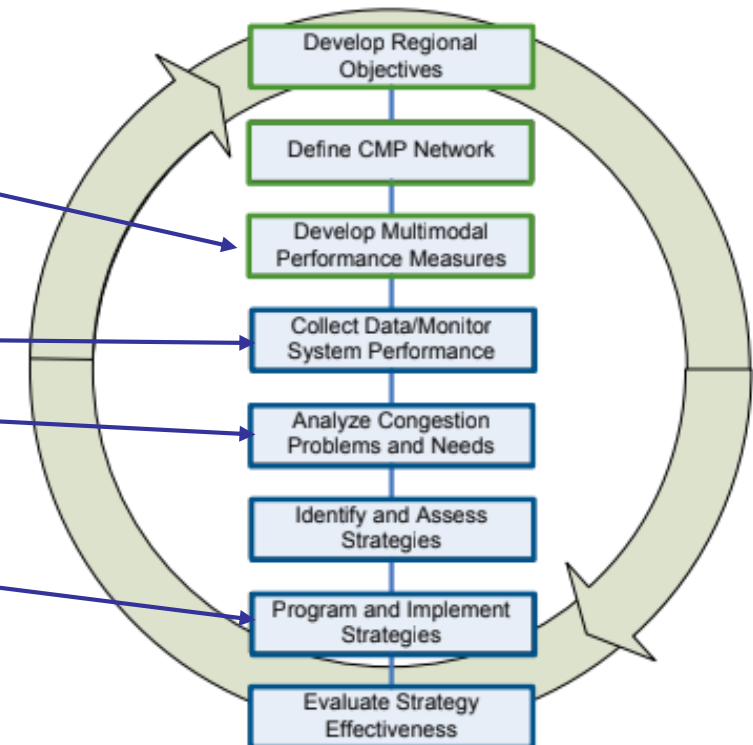 Develop Regional
Objectives
Define CMP Network
Develop Multimodal
Performance Measures
Collect Data/Monitor
System Performance
Analyze Congestion
Problems and Needs
Identify and Assess
Strategies
Program and Implement
Strategies
Evaluate Strategy
Effectiveness